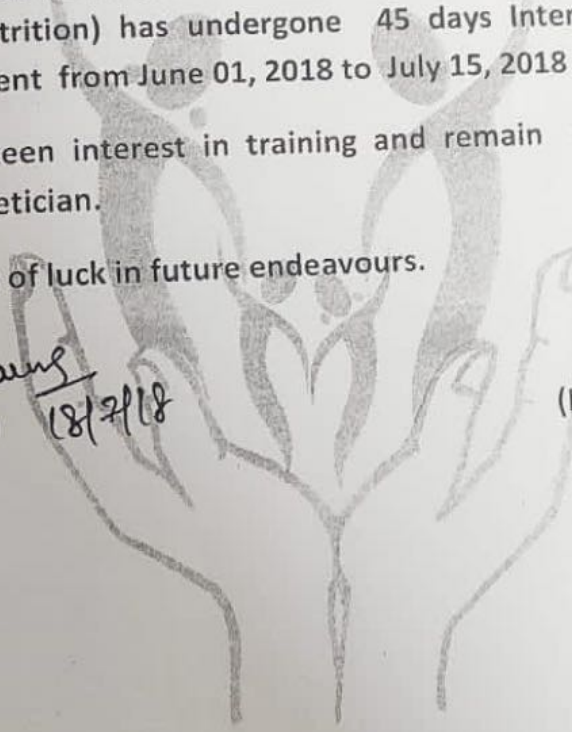 trition) has undergone 45 days Inter
ent from June 01, 2018 to July 15, 2018
een interest in training and remain
etician.
of luck in future endeavours.
18/7/18
(